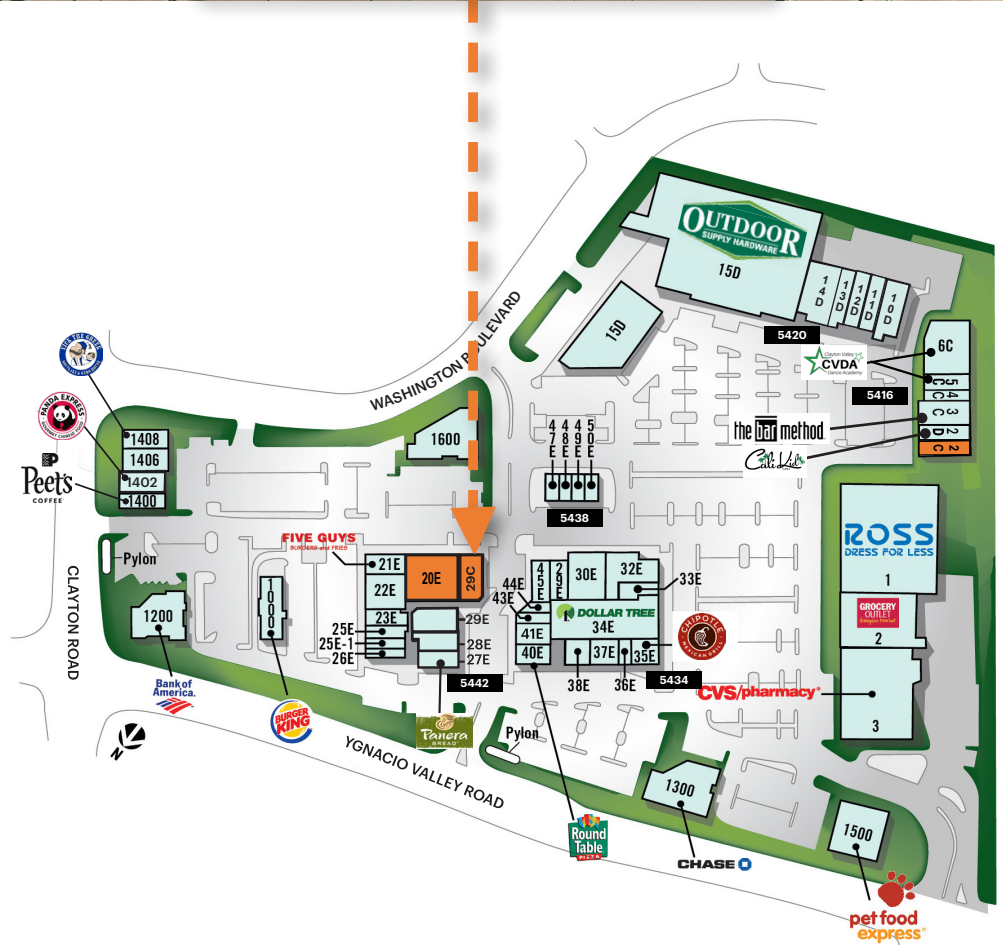 OUTDOOR
SUPPLY HARDWARE
15D
14D
13D
12D
11D
10D
15D
5420
Clayton Valley
CVDA
Dance Academy
6C
5C
4C
3C
2D
2C
5416
the bar method
Cali Kids
WASHINGTON BOULEVARD
PANDA EXPRESS
GOURMET CHINESE FOOD
Peet's
COFFEE
1408
1406
1402
1400
1600
47E
48E
49E
50E
5438
Pylon
CLAYTON ROAD
1200
Bank of
America.
1000
BURGER
KING
FIVE GUYS
BURGERS and FRIES
21E
22E
20E
29C
23E
25E
25E-1
26E
29E
28E
27E
5442
Panera
BREAD
44E
43E
45E
30E
32E
33E
DOLLAR TREE
34E
41E
40E
38E
37E
36E
35E
5434
CHIPOTLE
MEXICAN GRILL
ROSS
DRESS FOR LESS
1
GROCERY
OUTLET
2
CVS/pharmacy
3
Pylon
YGNACIO VALLEY ROAD
N
Round
Table
PIZZA
1300
CHASE
1500
pet food
express